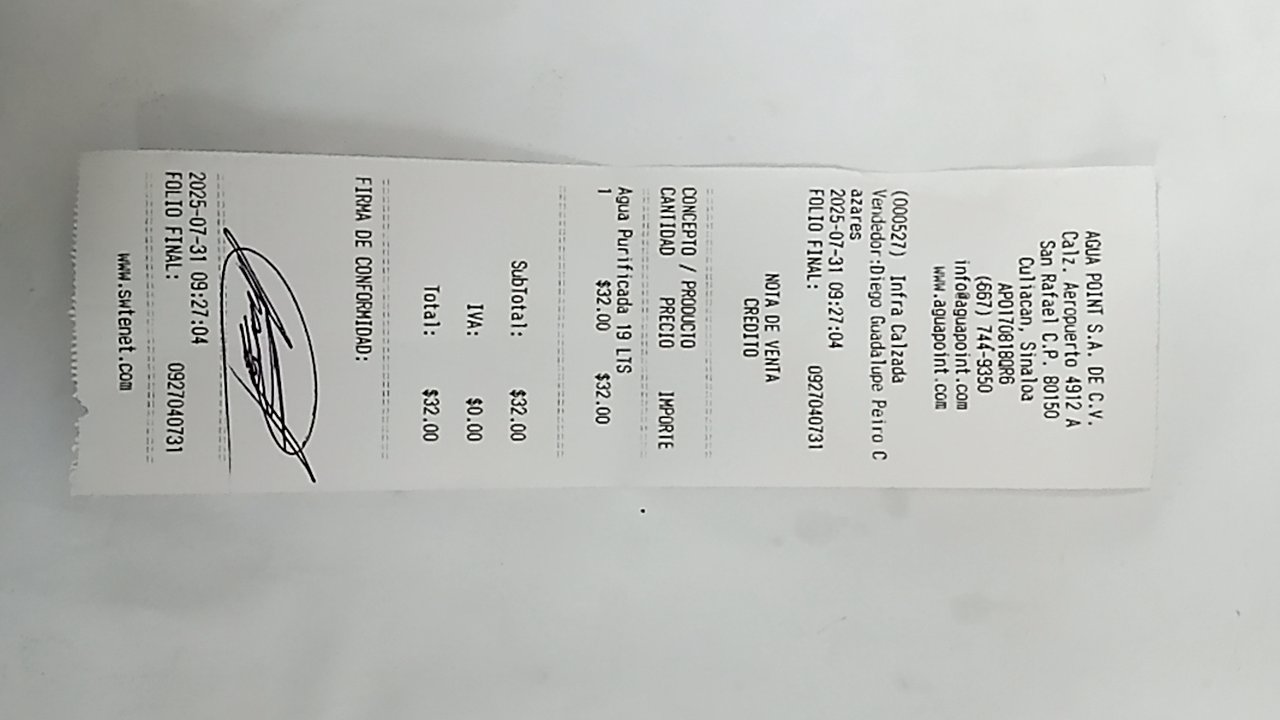 AGUA POINT S.A. DE C.V.
Calz. Aeropuerto 4912 A
San Rafael C.P. 80150
Culiacan, Sinaloa
APO170818QR6
(667) 744-9350
info@aguapoint.com
www.aguapoint.com
(000527) Infra Calzada
Vendedor:Diego Guadalupe Peiro C
azares
2025-07-31 09:27:04
FOLIO FINAL: 0927040731
NOTA DE VENTA
CREDITO
CONCEPTO / PRODUCTO
CANTIDAD PRECIO IMPORTE
Agua Purificada 19 LTS
1 $32.00 $32.00
SubTotal: $32.00
IVA: $0.00
Total: $32.00
FIRMA DE CONFORMIDAD:
2025-07-31 09:27:04
FOLIO FINAL: 0927040731
www.swtenet.com